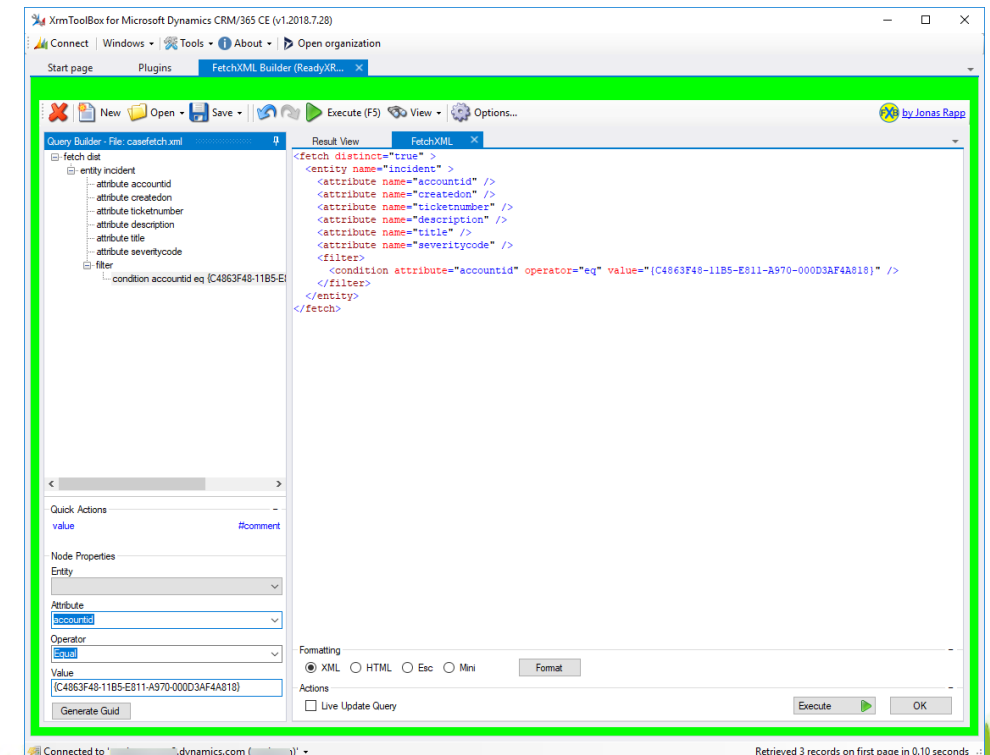 XrmToolBox for Microsoft Dynamics CRM/365 CE (v1.2018.7.28)
Connect Windows Tools About Open organization
Start page Plugins FetchXML Builder (ReadyXR...
New Open Save Execute (F5) View Options... FXB by Jonas Rapp
Query Builder - File: casefetch.xml
fetch dist
entity incident
attribute accountid
attribute createdon
attribute ticketnumber
attribute description
attribute title
attribute severitycode
filter
condition accountid eq {C4863F48-11B5-E8
Quick Actions
value #comment
Node Properties
Entity
Attribute
accountid
Operator
Equal
Value
{C4863F48-11B5-E811-A970-000D3AF4A818}
Generate Guid
Result View FetchXML
<fetch distinct="true" >
<entity name="incident" >
<attribute name="accountid" />
<attribute name="createdon" />
<attribute name="ticketnumber" />
<attribute name="description" />
<attribute name="title" />
<attribute name="severitycode" />
<filter>
<condition attribute="accountid" operator="eq" value="{C4863F48-11B5-E811-A970-000D3AF4A818}" />
</filter>
</entity>
</fetch>
Formatting
XML HTML Esc Mini Format
Actions
Live Update Query Execute OK
Connected to ' .dynamics.com ( )' Retrieved 3 records on first page in 0.10 seconds